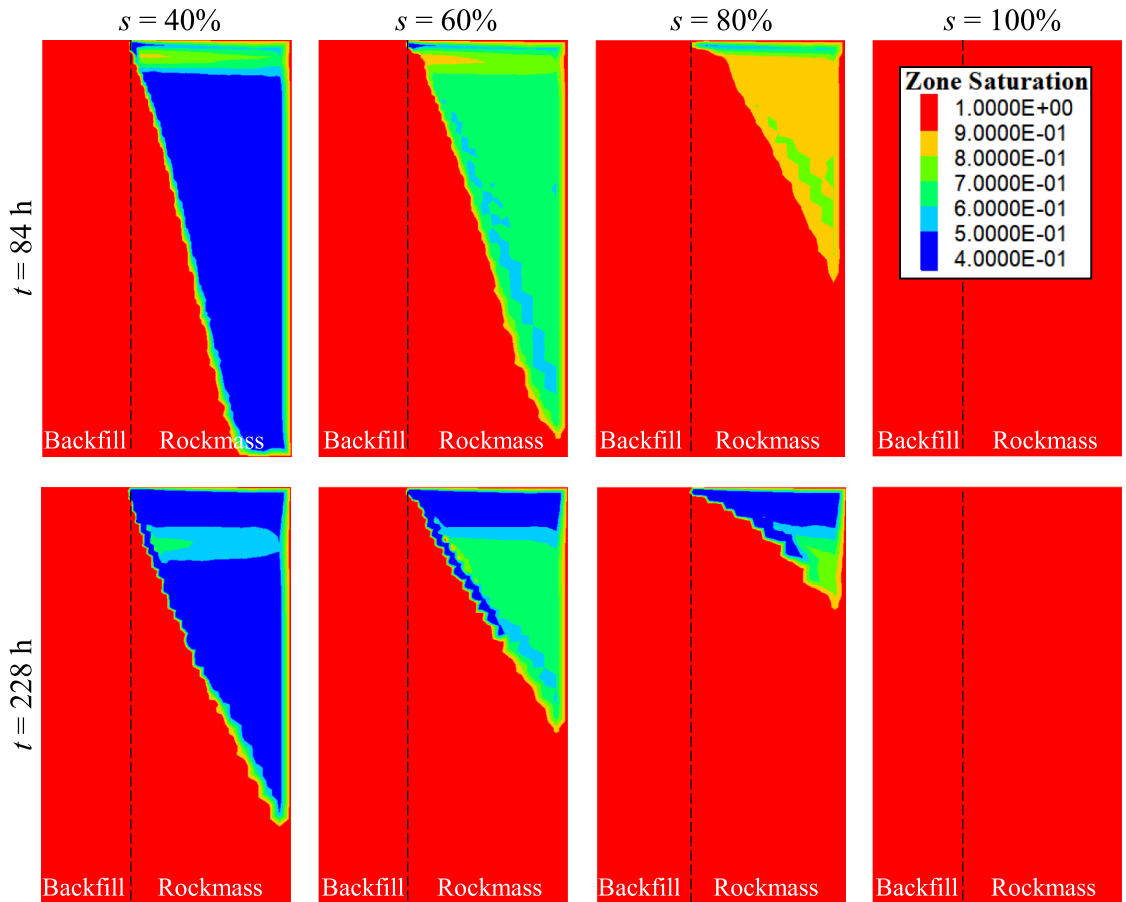 s = 40%
s = 60%
s = 80%
s = 100%
t = 84 h
Zone Saturation
1.0000E+00
9.0000E-01
8.0000E-01
7.0000E-01
6.0000E-01
5.0000E-01
4.0000E-01
Backfill Rockmass
Backfill Rockmass
Backfill Rockmass
Backfill Rockmass
t = 228 h
Backfill Rockmass
Backfill Rockmass
Backfill Rockmass
Backfill Rockmass